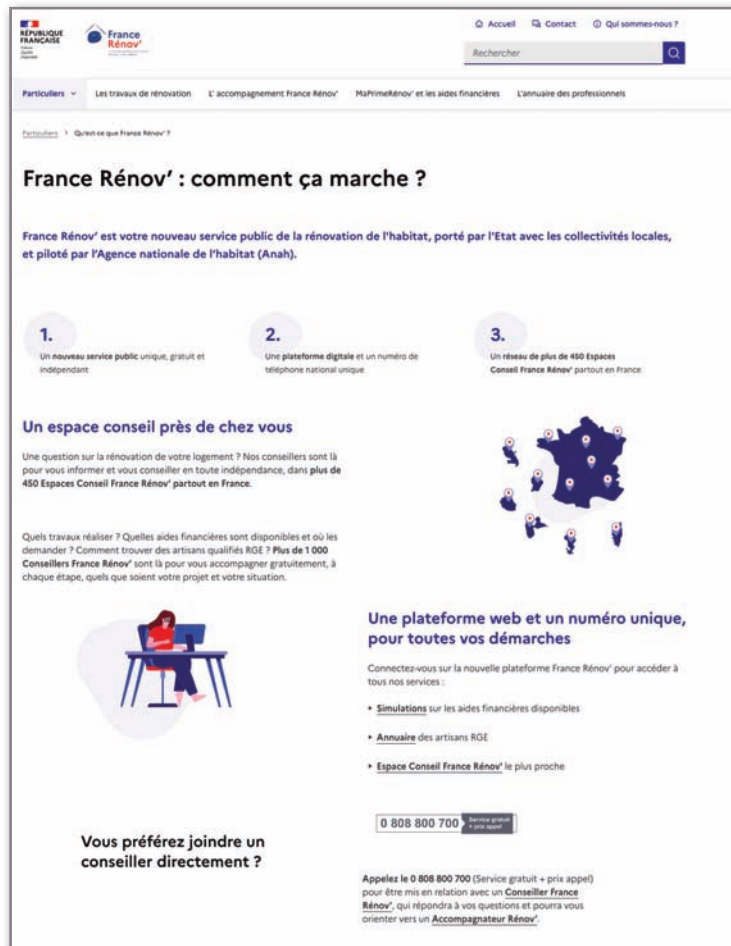 RÉPUBLIQUE
FRANÇAISE
Liberté
Égalité
Fraternité
France
Rénov'
Accueil
Contact
Qui sommes-nous ?
Rechercher
Particuliers
Les travaux de rénovation
L' accompagnement France Rénov'
MaPrimeRénov' et les aides financières
L'annuaire des professionnels
Particuliers > Qu'est-ce que France Rénov' ?
France Rénov' : comment ça marche ?
France Rénov' est votre nouveau service public de la rénovation de l'habitat, porté par l'Etat avec les collectivités locales,
et piloté par l'Agence nationale de l'habitat (Anah).
1.
Un nouveau service public unique, gratuit et
indépendant
2.
Une plateforme digitale et un numéro de
téléphone national unique
3.
Un réseau de plus de 450 Espaces
Conseil France Rénov' partout en France
Un espace conseil près de chez vous
Une question sur la rénovation de votre logement ? Nos conseillers sont là
pour vous informer et vous conseiller en toute indépendance, dans plus de
450 Espaces Conseil France Rénov' partout en France.
Quels travaux réaliser ? Quelles aides financières sont disponibles et où les
demander ? Comment trouver des artisans qualifiés RGE ? Plus de 1 000
Conseillers France Rénov' sont là pour vous accompagner gratuitement, à
chaque étape, quels que soient votre projet et votre situation.
Une plateforme web et un numéro unique,
pour toutes vos démarches
Connectez-vous sur la nouvelle plateforme France Rénov' pour accéder à
tous nos services :
Simulations sur les aides financières disponibles
Annuaire des artisans RGE
Espace Conseil France Rénov' le plus proche
0 808 800 700
Service gratuit
+ prix appel
Vous préférez joindre un
conseiller directement ?
Appelez le 0 808 800 700 (Service gratuit + prix appel)
pour être mis en relation avec un Conseiller France
Rénov', qui répondra à vos questions et pourra vous
orienter vers un Accompagnateur Rénov'.